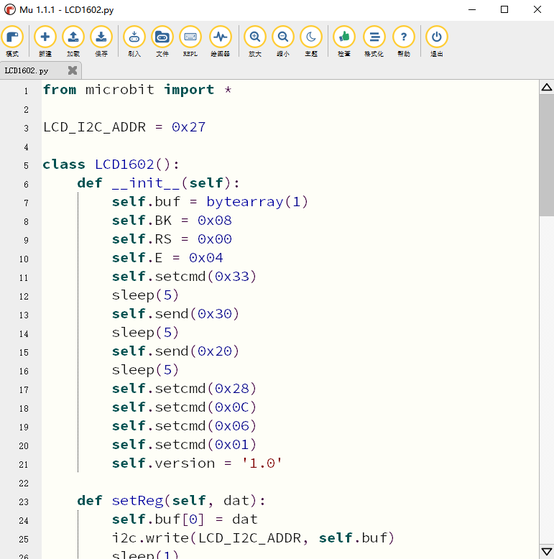 Mu 1.1.1 - LCD1602.py
模式 新建 加载 保存 刷入 文件 REPL 绘图器 放大 缩小 主题 检查 格式化 帮助 退出
LCD1602.py
1 from microbit import *
2
3 LCD_I2C_ADDR = 0x27
4
5 class LCD1602():
6 def __init__(self):
7 self.buf = bytearray(1)
8 self.BK = 0x08
9 self.RS = 0x00
10 self.E = 0x04
11 self.setcmd(0x33)
12 sleep(5)
13 self.send(0x30)
14 sleep(5)
15 self.send(0x20)
16 sleep(5)
17 self.setcmd(0x28)
18 self.setcmd(0x0C)
19 self.setcmd(0x06)
20 self.setcmd(0x01)
21 self.version = '1.0'
22
23 def setReg(self, dat):
24 self.buf[0] = dat
25 i2c.write(LCD_I2C_ADDR, self.buf)
26 sleep(1)